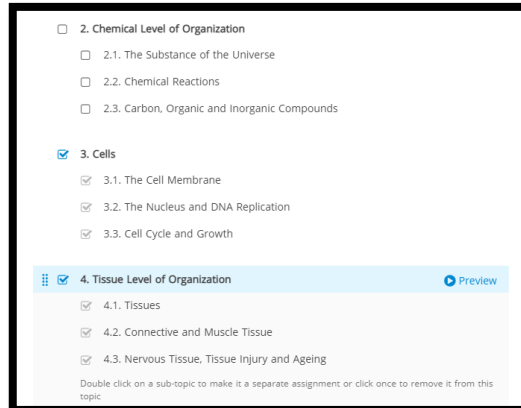 2. Chemical Level of Organization
2.1. The Substance of the Universe
2.2. Chemical Reactions
2.3. Carbon, Organic and Inorganic Compounds
3. Cells
3.1. The Cell Membrane
3.2. The Nucleus and DNA Replication
3.3. Cell Cycle and Growth
4. Tissue Level of Organization Preview
4.1. Tissues
4.2. Connective and Muscle Tissue
4.3. Nervous Tissue, Tissue Injury and Ageing
Double click on a sub-topic to make it a separate assignment or click once to remove it from this
topic